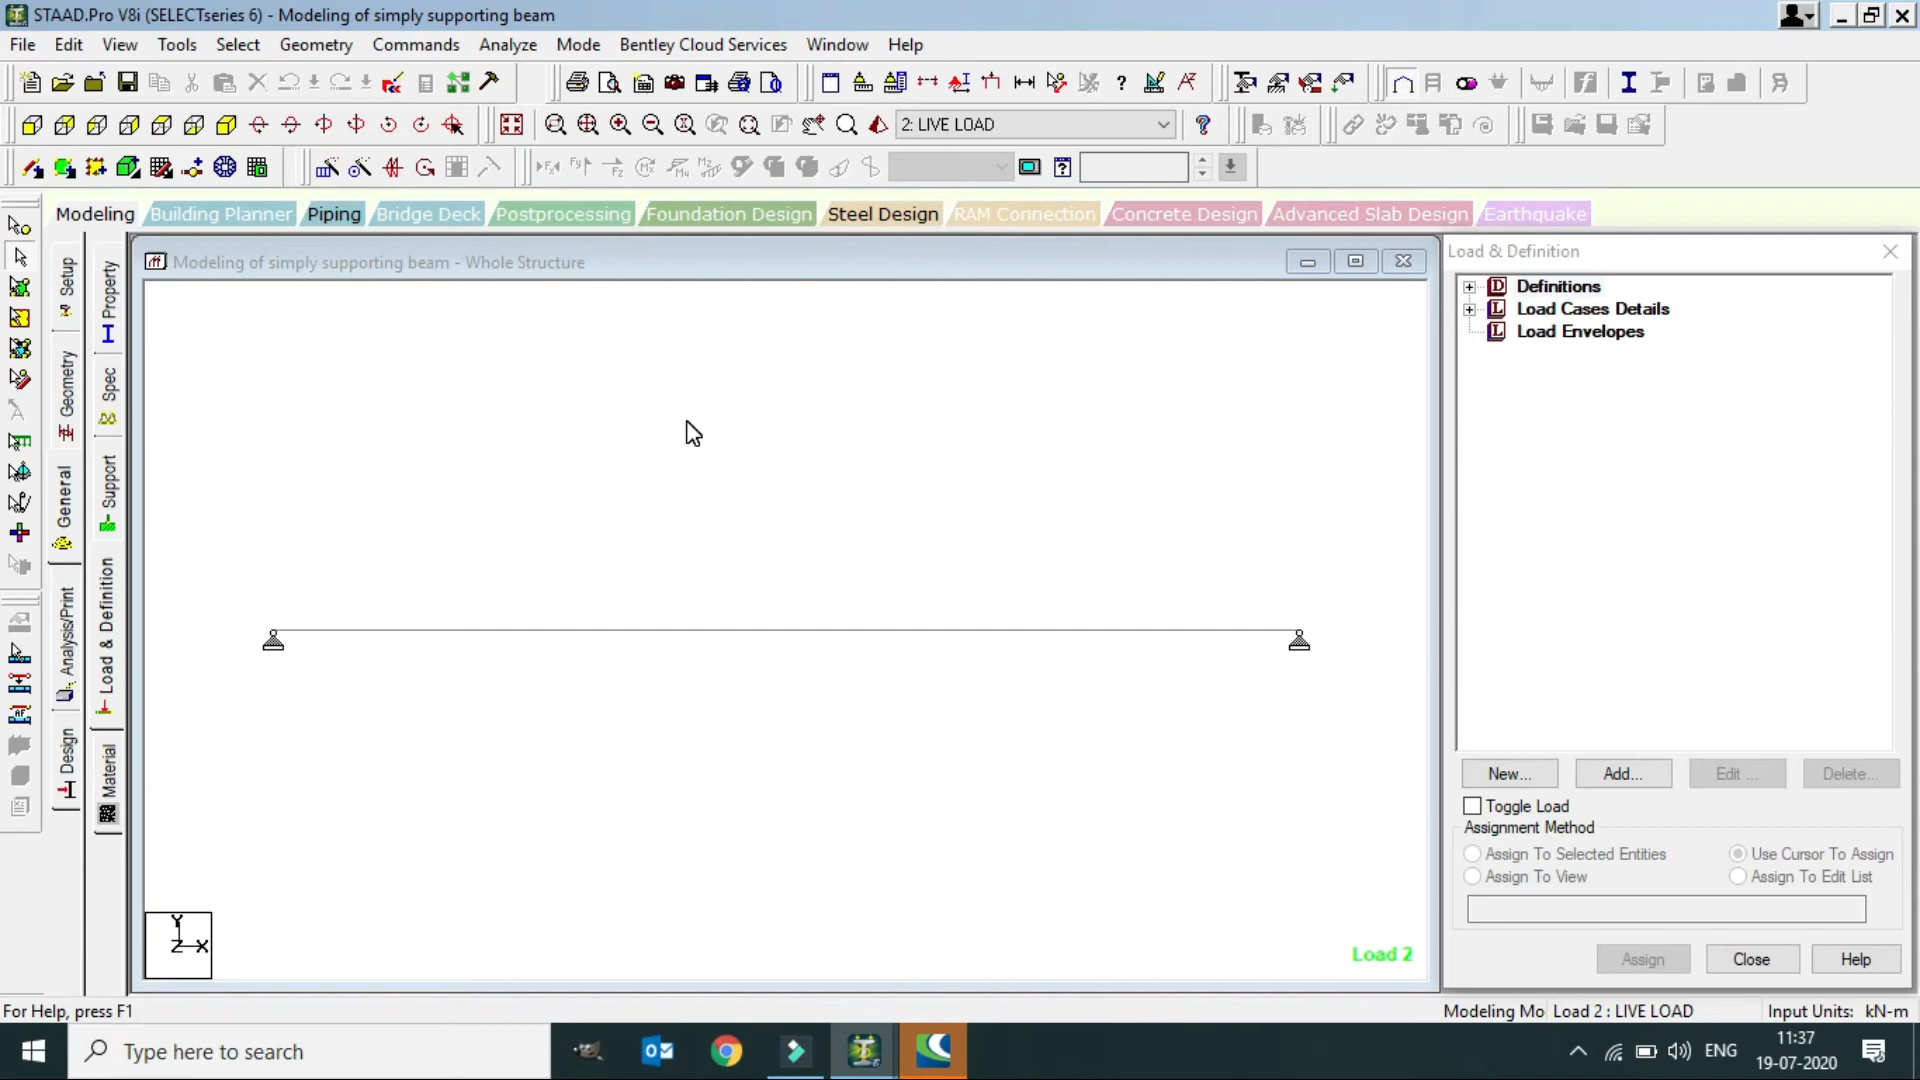 STAAD.Pro V8i (SELECTseries 6) - Modeling of simply supporting beam
File Edit View Tools Select Geometry Commands Analyze Mode Bentley Cloud Services Window Help
2: LIVE LOAD
Modeling Building Planner Piping Bridge Deck Postprocessing Foundation Design Steel Design RAM Connection Concrete Design Advanced Slab Design Earthquake
Setup
Geometry
General
Analysis/Print
Design
Property
Spec
Support
Load & Definition
Material
Modeling of simply supporting beam - Whole Structure
Y
Z X
Load 2
Load & Definition
Definitions
Load Cases Details
Load Envelopes
New... Add... Edit ... Delete...
Toggle Load
Assignment Method
Assign To Selected Entities Use Cursor To Assign
Assign To View Assign To Edit List
Assign Close Help
For Help, press F1 Modeling Mo Load 2 : LIVE LOAD Input Units: kN-m
Type here to search
ENG
11:37
19-07-2020